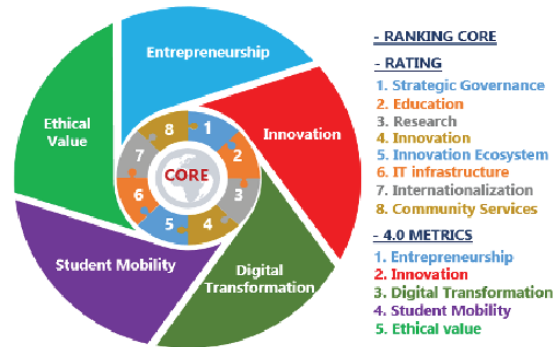 Entrepreneurship
Ethical
Value
Innovation
8 1
7 2
CORE
6 3
5 4
Student Mobility
Digital
Transformation
- RANKING CORE
- RATING
1. Strategic Governance
2. Education
3. Research
4. Innovation
5. Innovation Ecosystem
6. IT infrastructure
7. Internationalization
8. Community Services
- 4.0 METRICS
1. Entrepreneurship
2. Innovation
3. Digital Transformation
4. Student Mobility
5. Ethical value